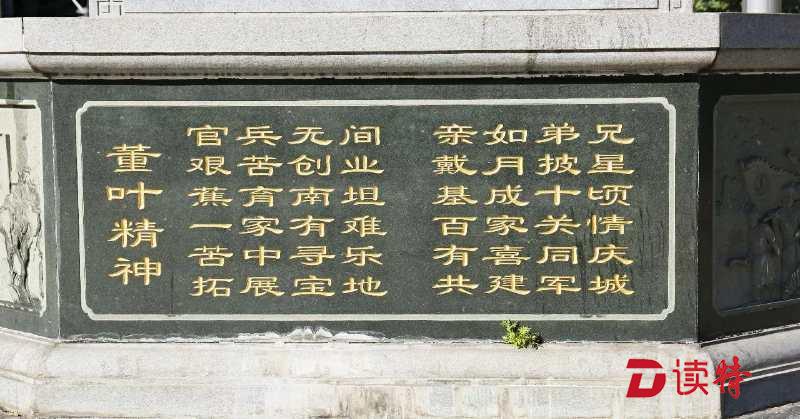 董叶精神
官兵无间 亲如弟兄
艰苦创业 戴月披星
蕉育南坦 基成十顷
一家有难 百家关情
苦中寻乐 有喜同庆
拓展宝地 共建军城
读特